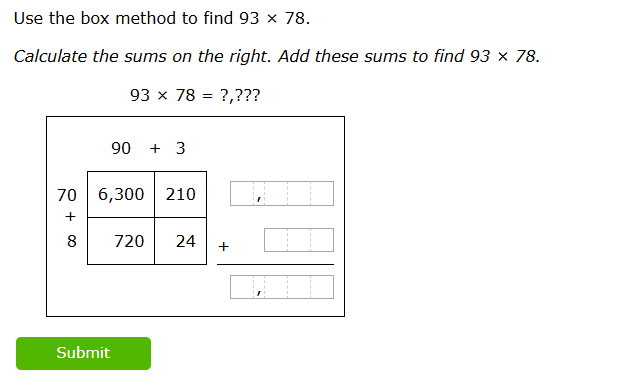 Use the box method to find 93 × 78.
Calculate the sums on the right. Add these sums to find 93 × 78.
93 × 78 = ?,???
90 + 3
70 6,300 210 ,
+
8 720 24 +
,
Submit